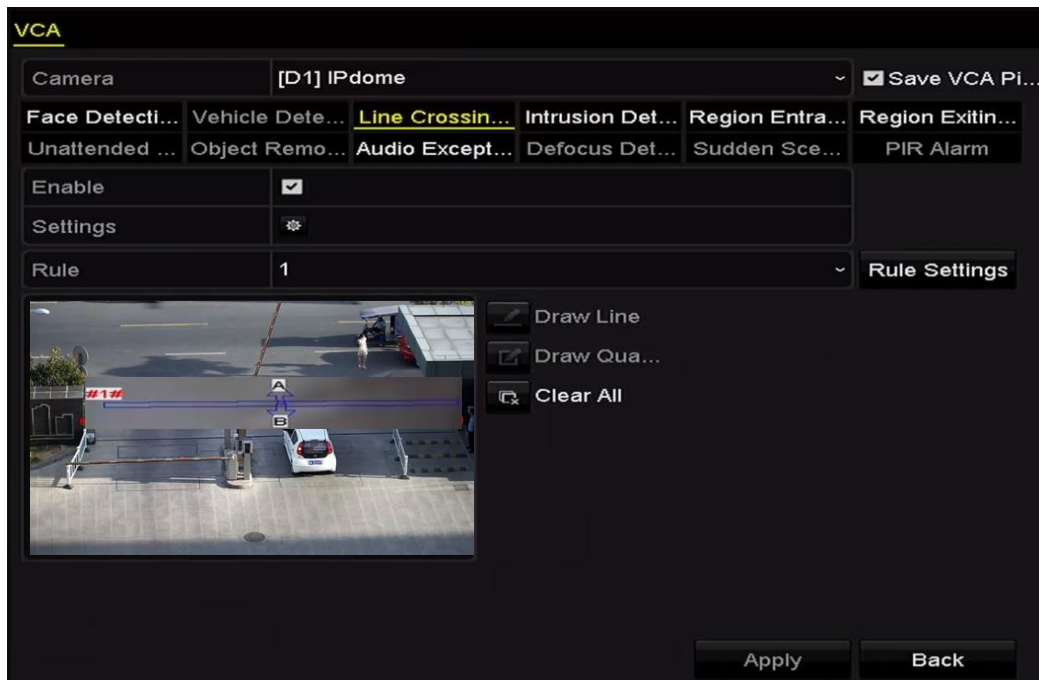 VCA
Camera [D1] IPdome Save VCA Pi...
Face Detecti... Vehicle Dete... Line Crossin... Intrusion Det... Region Entra... Region Exitin...
Unattended ... Object Remo... Audio Except... Defocus Det... Sudden Sce... PIR Alarm
Enable
Settings
Rule 1 Rule Settings
Draw Line
Draw Qua...
Clear All
#1#
A
B
Apply Back